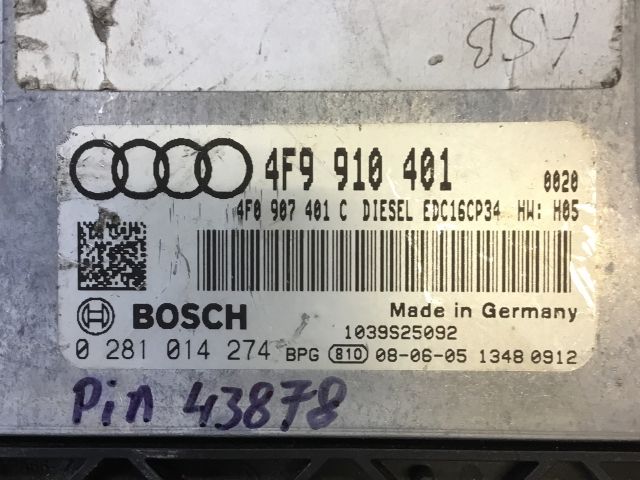 ASB
4F9 910 401 0020
4F0 907 401 C DIESEL EDC16CP34 HW: H05
BOSCH Made in Germany
1039S25092
0 281 014 274 BPG 810 08-06-05 1348 0912
Pin 43878